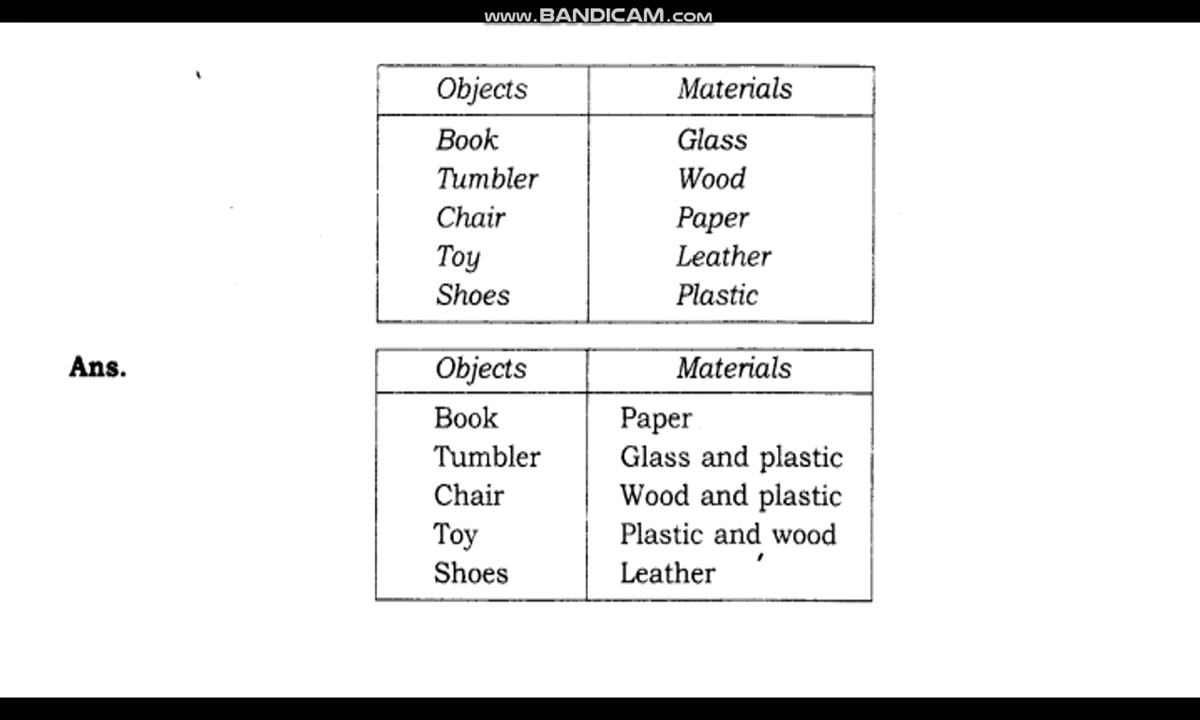 www.BANDICAM.com
Objects Materials
Book Glass
Tumbler Wood
Chair Paper
Toy Leather
Shoes Plastic
Ans. Objects Materials
Book Paper
Tumbler Glass and plastic
Chair Wood and plastic
Toy Plastic and wood
Shoes Leather